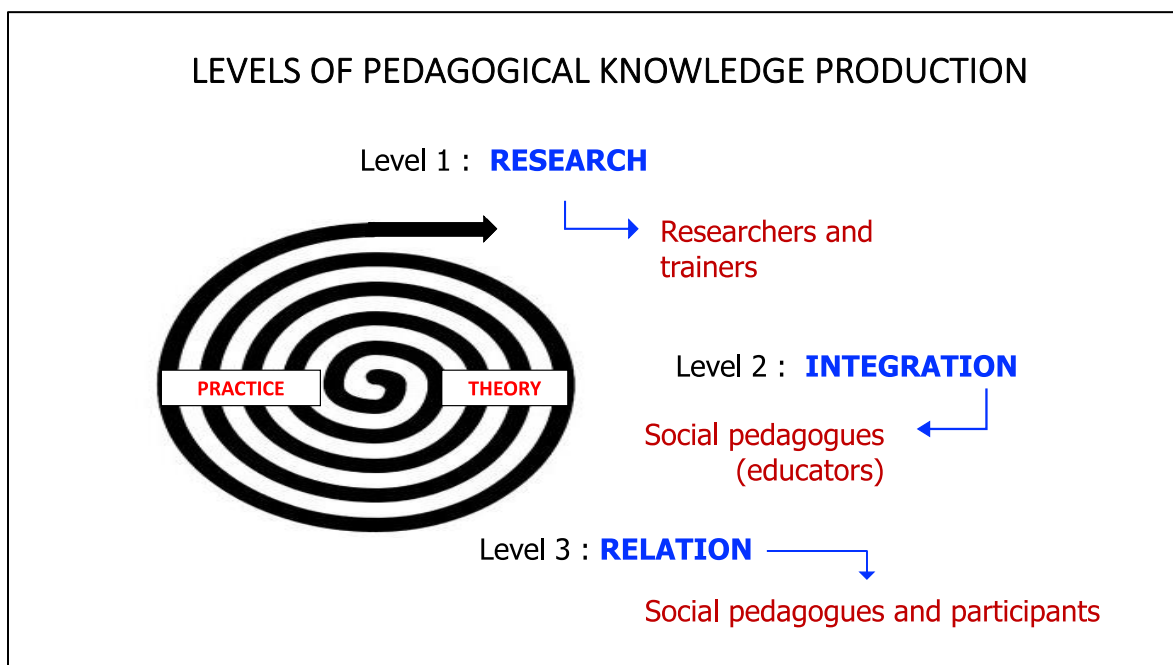 LEVELS OF PEDAGOGICAL KNOWLEDGE PRODUCTION
Level 1 : RESEARCH
Researchers and
trainers
PRACTICE
THEORY
Level 2 : INTEGRATION
Social pedagogues
(educators)
Level 3 : RELATION
Social pedagogues and participants